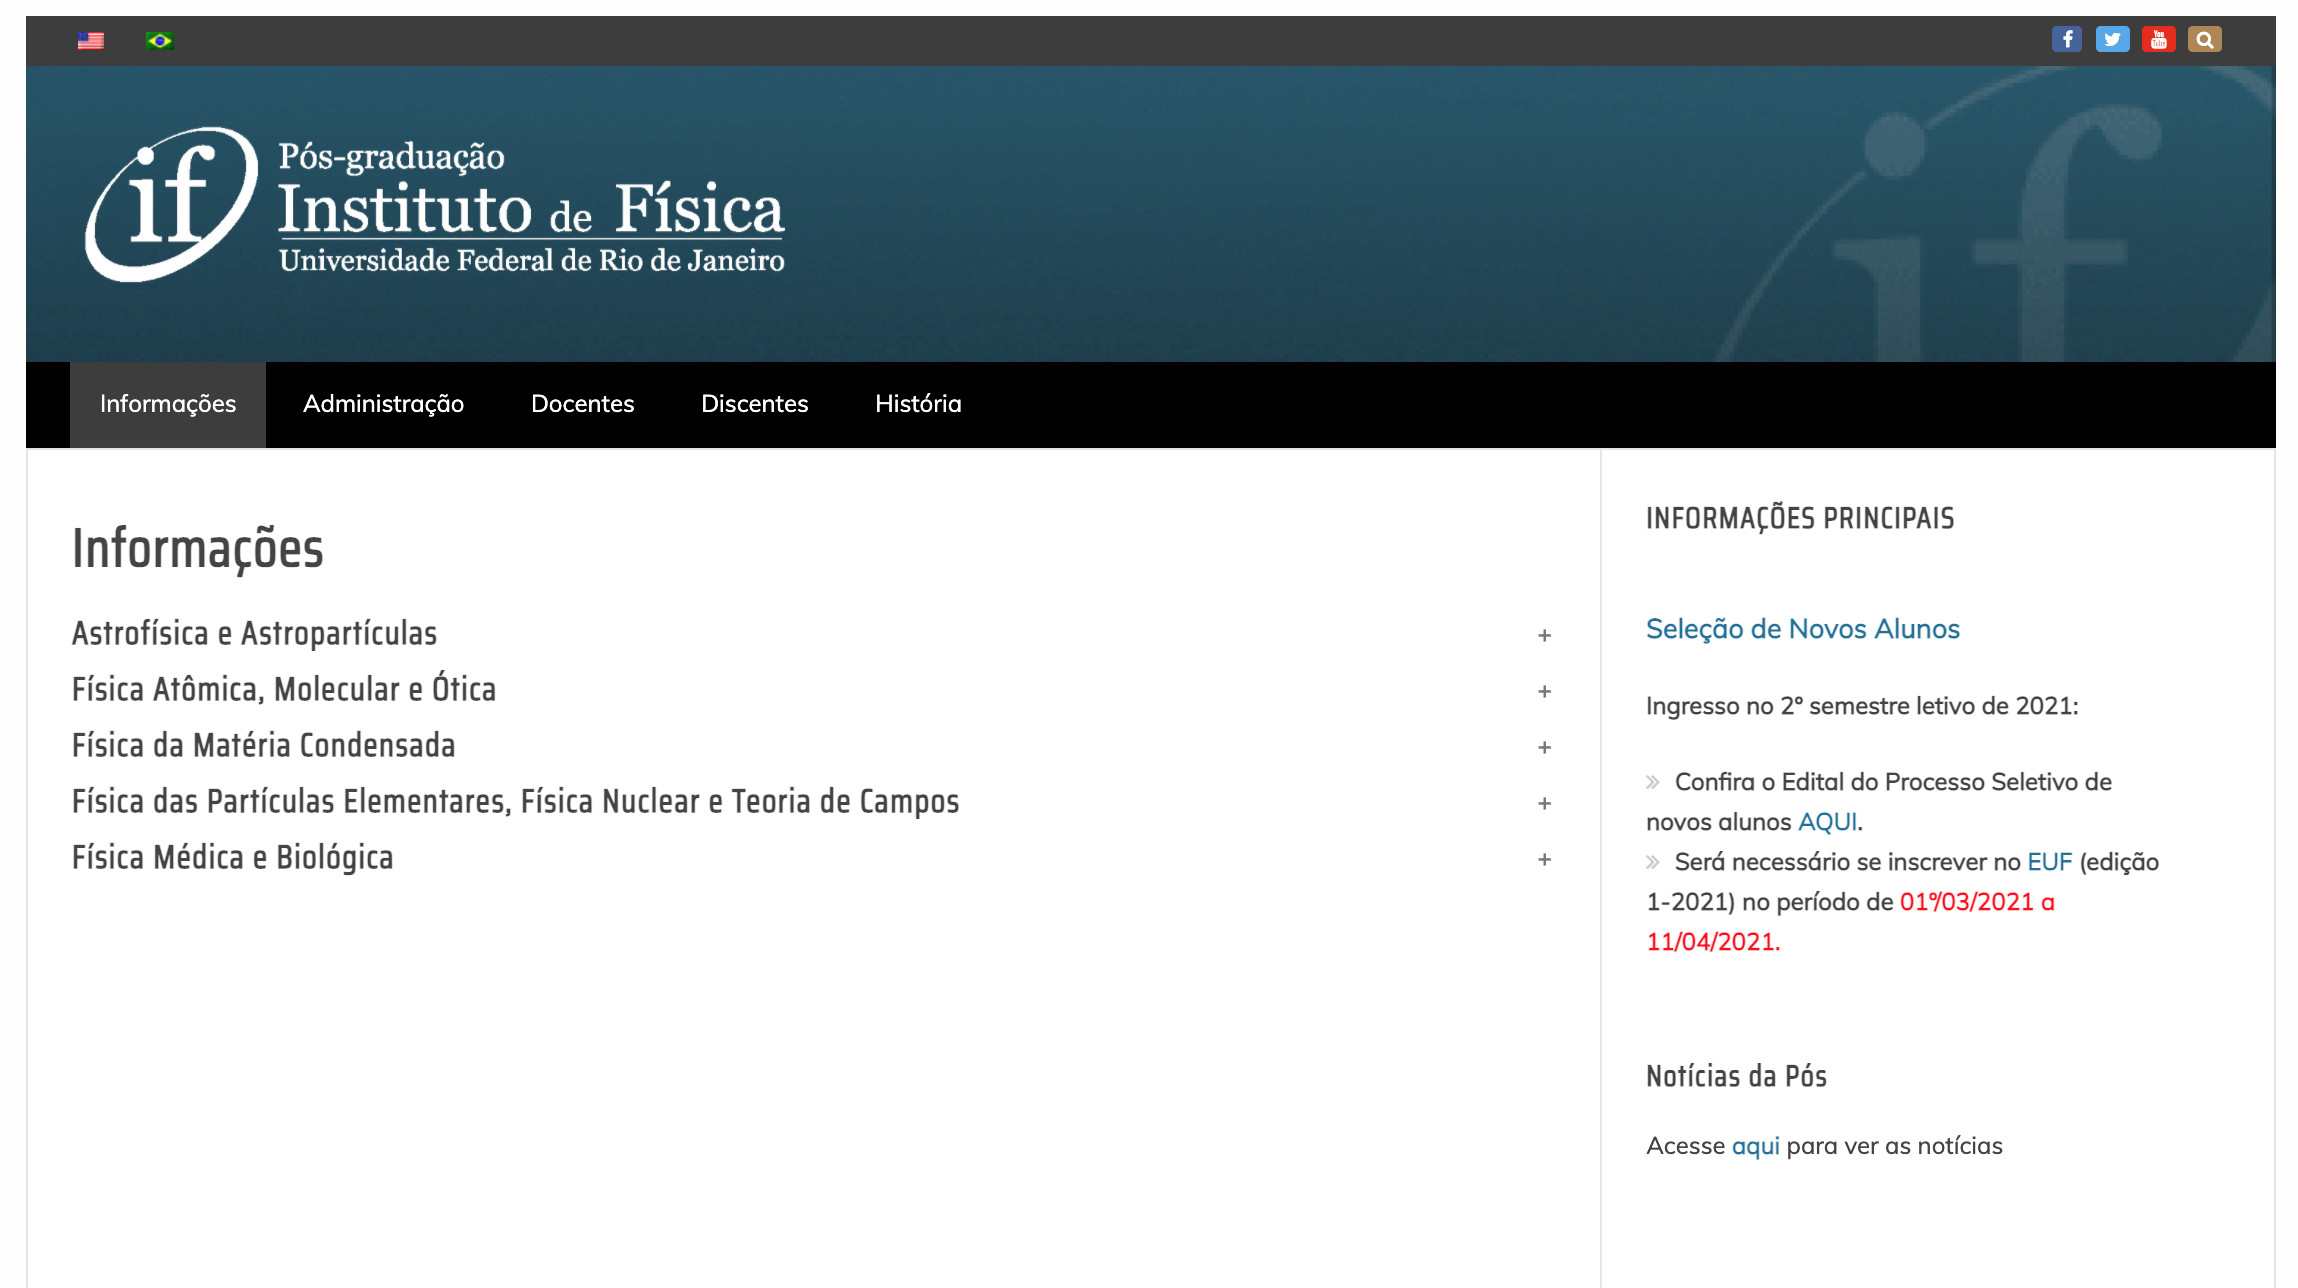 if
Pós-graduação
Instituto de Física
Universidade Federal de Rio de Janeiro
if
Informações
Administração
Docentes
Discentes
História
Informações
Astrofísica e Astropartículas
Física Atômica, Molecular e Ótica
Física da Matéria Condensada
Física das Partículas Elementares, Física Nuclear e Teoria de Campos
Física Médica e Biológica
INFORMAÇÕES PRINCIPAIS
Seleção de Novos Alunos
Ingresso no 2º semestre letivo de 2021:
» Confira o Edital do Processo Seletivo de
novos alunos AQUI.
» Será necessário se inscrever no EUF (edição
1-2021) no período de 01º/03/2021 a
11/04/2021.
Notícias da Pós
Acesse aqui para ver as notícias